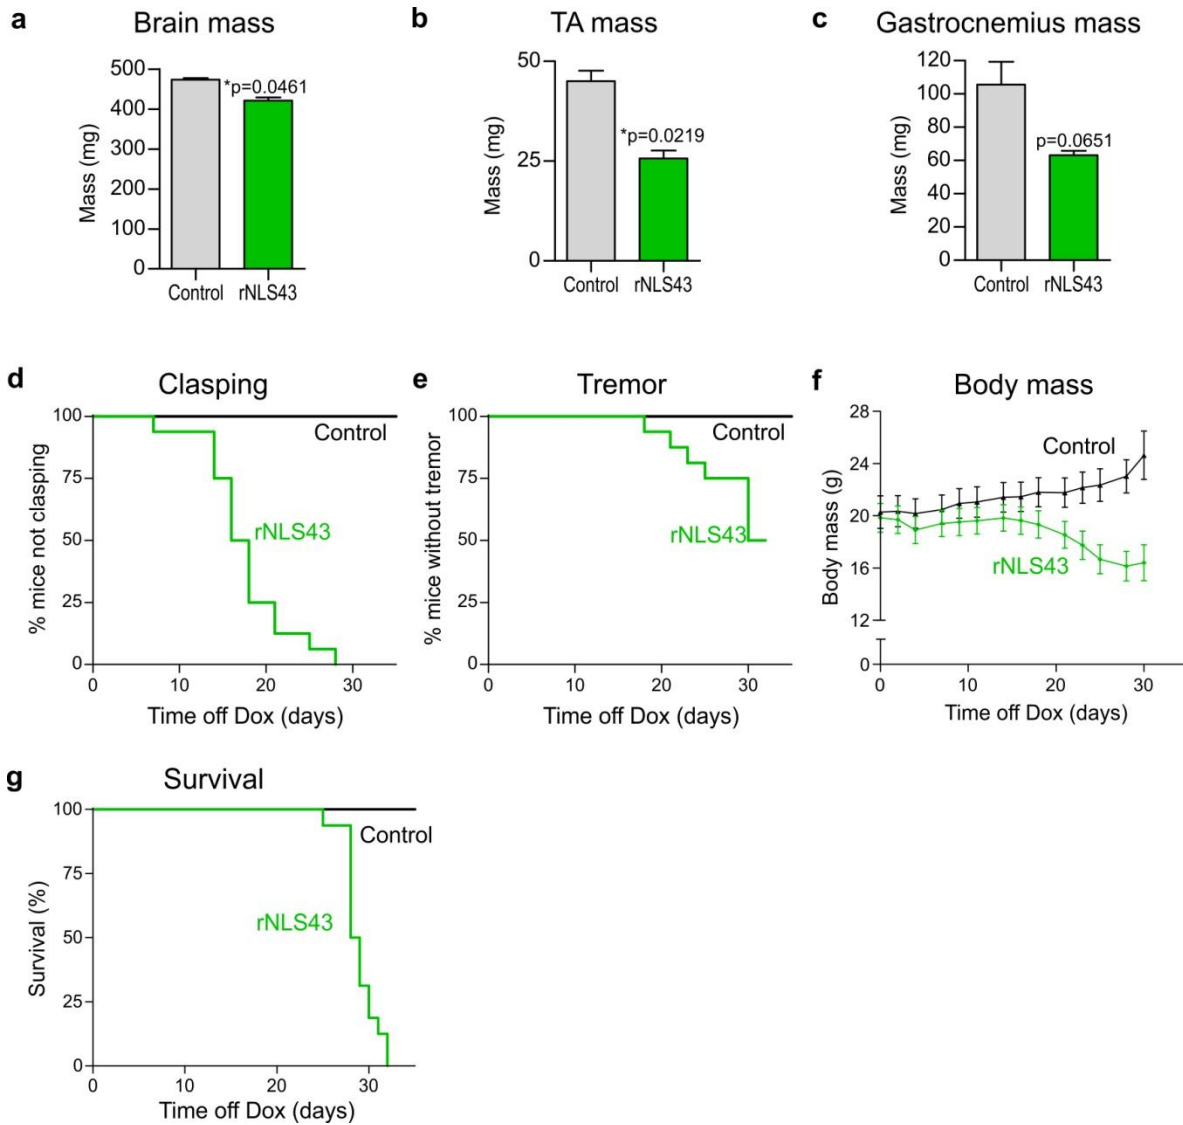 a Brain mass
500
400
300
200
100
0
Mass (mg)
*p=0.0461
Control rNLS43
b TA mass
50
25
0
Mass (mg)
*p=0.0219
Control rNLS43
c Gastrocnemius mass
120
100
80
60
40
20
0
Mass (mg)
p=0.0651
Control rNLS43
d Clasping
100
75
50
25
0
% mice not clasping
Control
rNLS43
0 10 20 30
Time off Dox (days)
e Tremor
100
75
50
25
0
% mice without tremor
Control
rNLS43
0 10 20 30
Time off Dox (days)
f Body mass
28
24
20
16
12
0
Body mass (g)
Control
rNLS43
0 10 20 30
Time off Dox (days)
g Survival
100
75
50
25
0
Survival (%)
Control
rNLS43
0 10 20 30
Time off Dox (days)